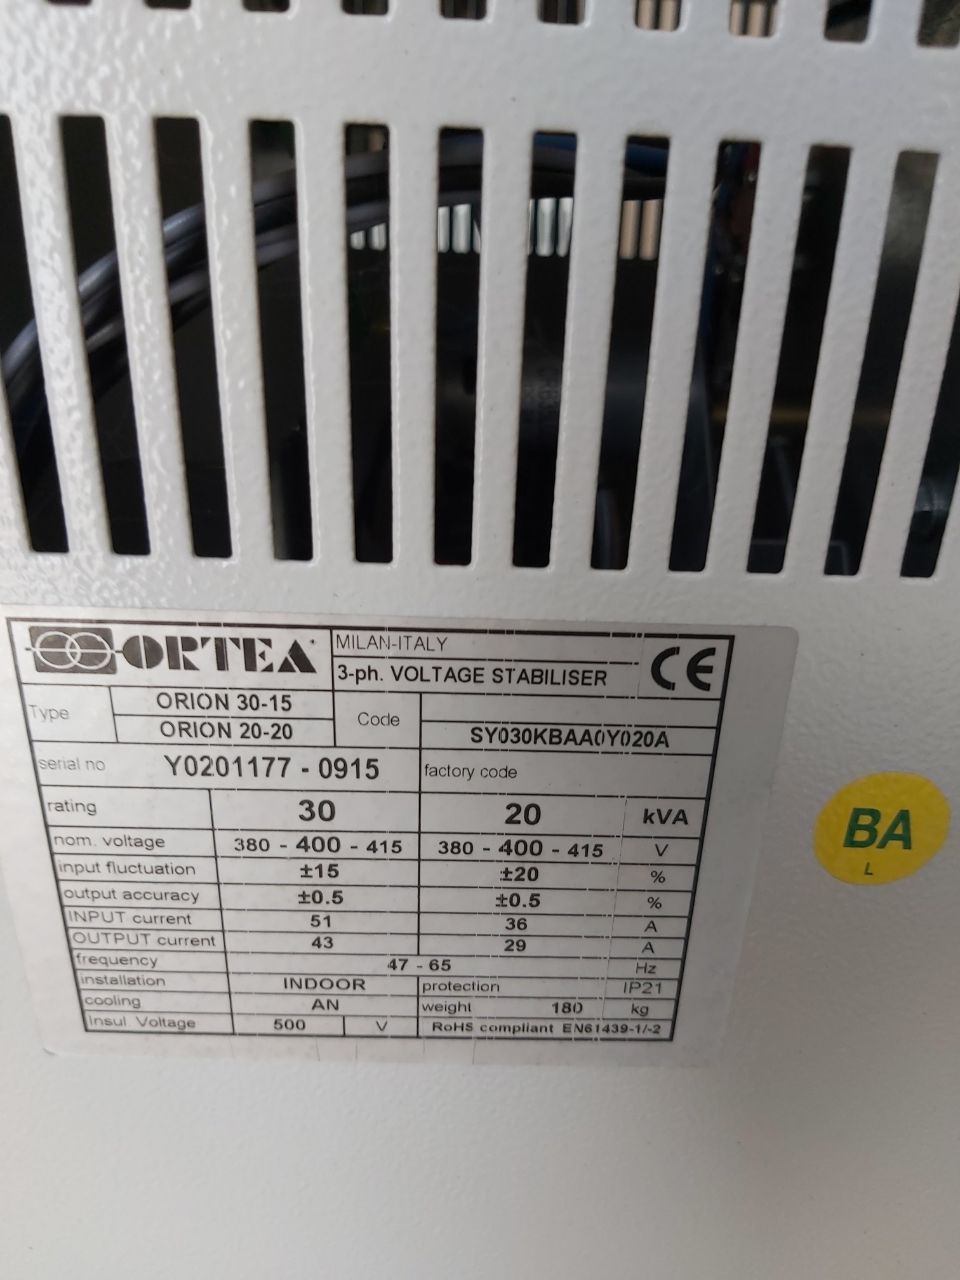 ORTEA
MILAN-ITALY
3-ph. VOLTAGE STABILISER
CE
Type
ORION 30-15
ORION 20-20
Code
SY030KBAA0Y020A
serial no
Y0201177 - 0915
factory code
rating 30 20 kVA
nom. voltage 380 - 400 - 415 380 - 400 - 415 V
input fluctuation ±15 ±20 %
output accuracy ±0.5 ±0.5 %
INPUT current 51 36 A
OUTPUT current 43 29 A
frequency 47 - 65 Hz
installation INDOOR protection IP21
cooling AN weight 180 kg
Insul Voltage 500 V RoHS compliant EN61439-1/-2
BA
L